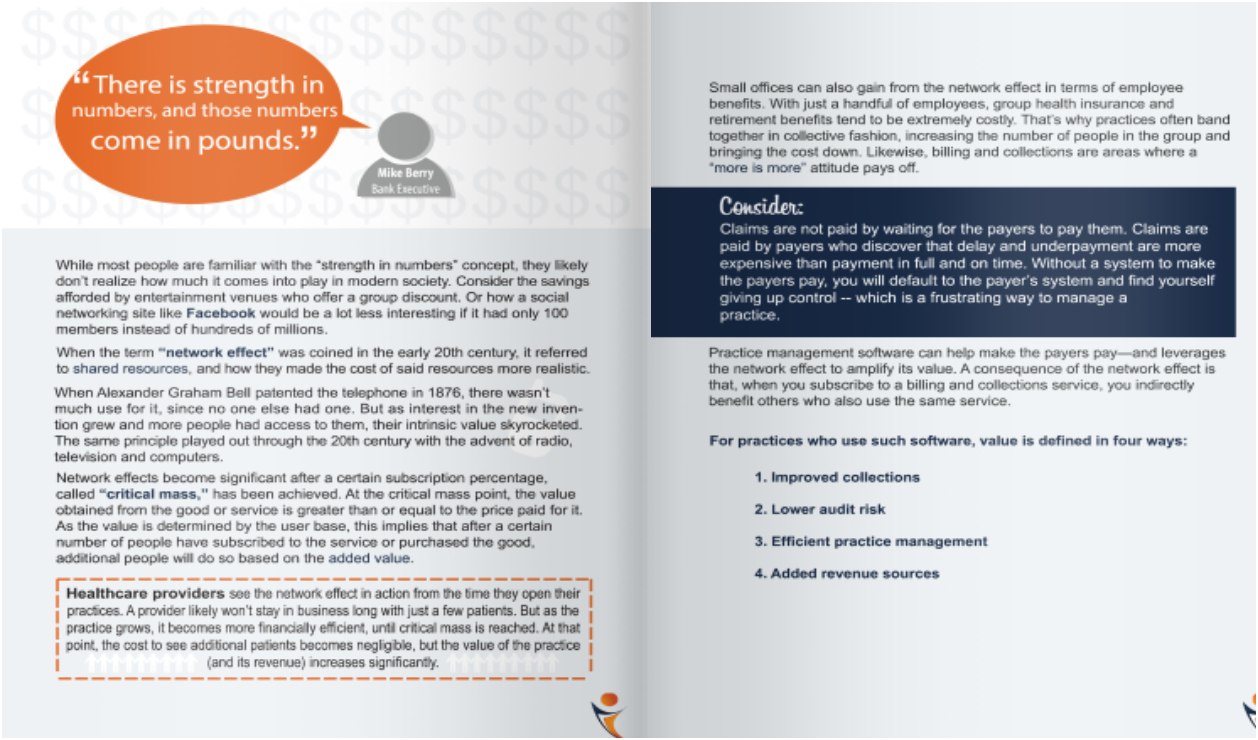 “There is strength in
numbers, and those numbers
come in pounds.”
Mike Berry
Bank Executive
While most people are familiar with the “strength in numbers” concept, they likely
don’t realize how much it comes into play in modern society. Consider the savings
afforded by entertainment venues who offer a group discount. Or how a social
networking site like Facebook would be a lot less interesting if it had only 100
members instead of hundreds of millions.
When the term “network effect” was coined in the early 20th century, it referred
to shared resources, and how they made the cost of said resources more realistic.
When Alexander Graham Bell patented the telephone in 1876, there wasn’t
much use for it, since no one else had one. But as interest in the new inven-
tion grew and more people had access to them, their intrinsic value skyrocketed.
The same principle played out through the 20th century with the advent of radio,
television and computers.
Network effects become significant after a certain subscription percentage,
called “critical mass,” has been achieved. At the critical mass point, the value
obtained from the good or service is greater than or equal to the price paid for it.
As the value is determined by the user base, this implies that after a certain
number of people have subscribed to the service or purchased the good,
additional people will do so based on the added value.
Healthcare providers see the network effect in action from the time they open their
practices. A provider likely won’t stay in business long with just a few patients. But as the
practice grows, it becomes more financially efficient, until critical mass is reached. At that
point, the cost to see additional patients becomes negligible, but the value of the practice
(and its revenue) increases significantly.
Small offices can also gain from the network effect in terms of employee
benefits. With just a handful of employees, group health insurance and
retirement benefits tend to be extremely costly. That’s why practices often band
together in collective fashion, increasing the number of people in the group and
bringing the cost down. Likewise, billing and collections are areas where a
“more is more” attitude pays off.
Consider:
Claims are not paid by waiting for the payers to pay them. Claims are
paid by payers who discover that delay and underpayment are more
expensive than payment in full and on time. Without a system to make
the payers pay, you will default to the payer’s system and find yourself
giving up control -- which is a frustrating way to manage a
practice.
Practice management software can help make the payers pay—and leverages
the network effect to amplify its value. A consequence of the network effect is
that, when you subscribe to a billing and collections service, you indirectly
benefit others who also use the same service.
For practices who use such software, value is defined in four ways:
1. Improved collections
2. Lower audit risk
3. Efficient practice management
4. Added revenue sources